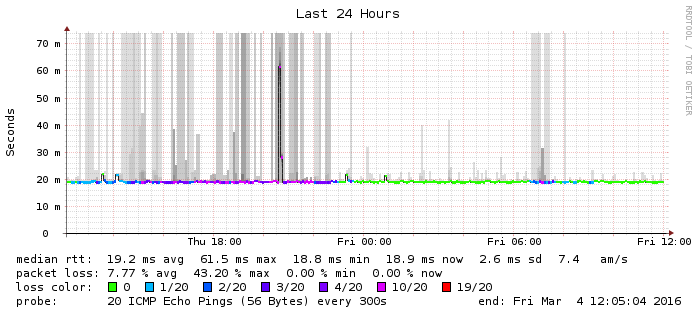 Last 24 Hours
RRDTOOL / TOBI OETIKER
Seconds
70 m
60 m
50 m
40 m
30 m
20 m
10 m
0
Thu 18:00 Fri 00:00 Fri 06:00 Fri 12:00
median rtt: 19.2 ms avg 61.5 ms max 18.8 ms min 18.9 ms now 2.6 ms sd 7.4 am/s
packet loss: 7.77 % avg 43.20 % max 0.00 % min 0.00 % now
loss color: 0 1/20 2/20 3/20 4/20 10/20 19/20
probe: 20 ICMP Echo Pings (56 Bytes) every 300s end: Fri Mar 4 12:05:04 2016